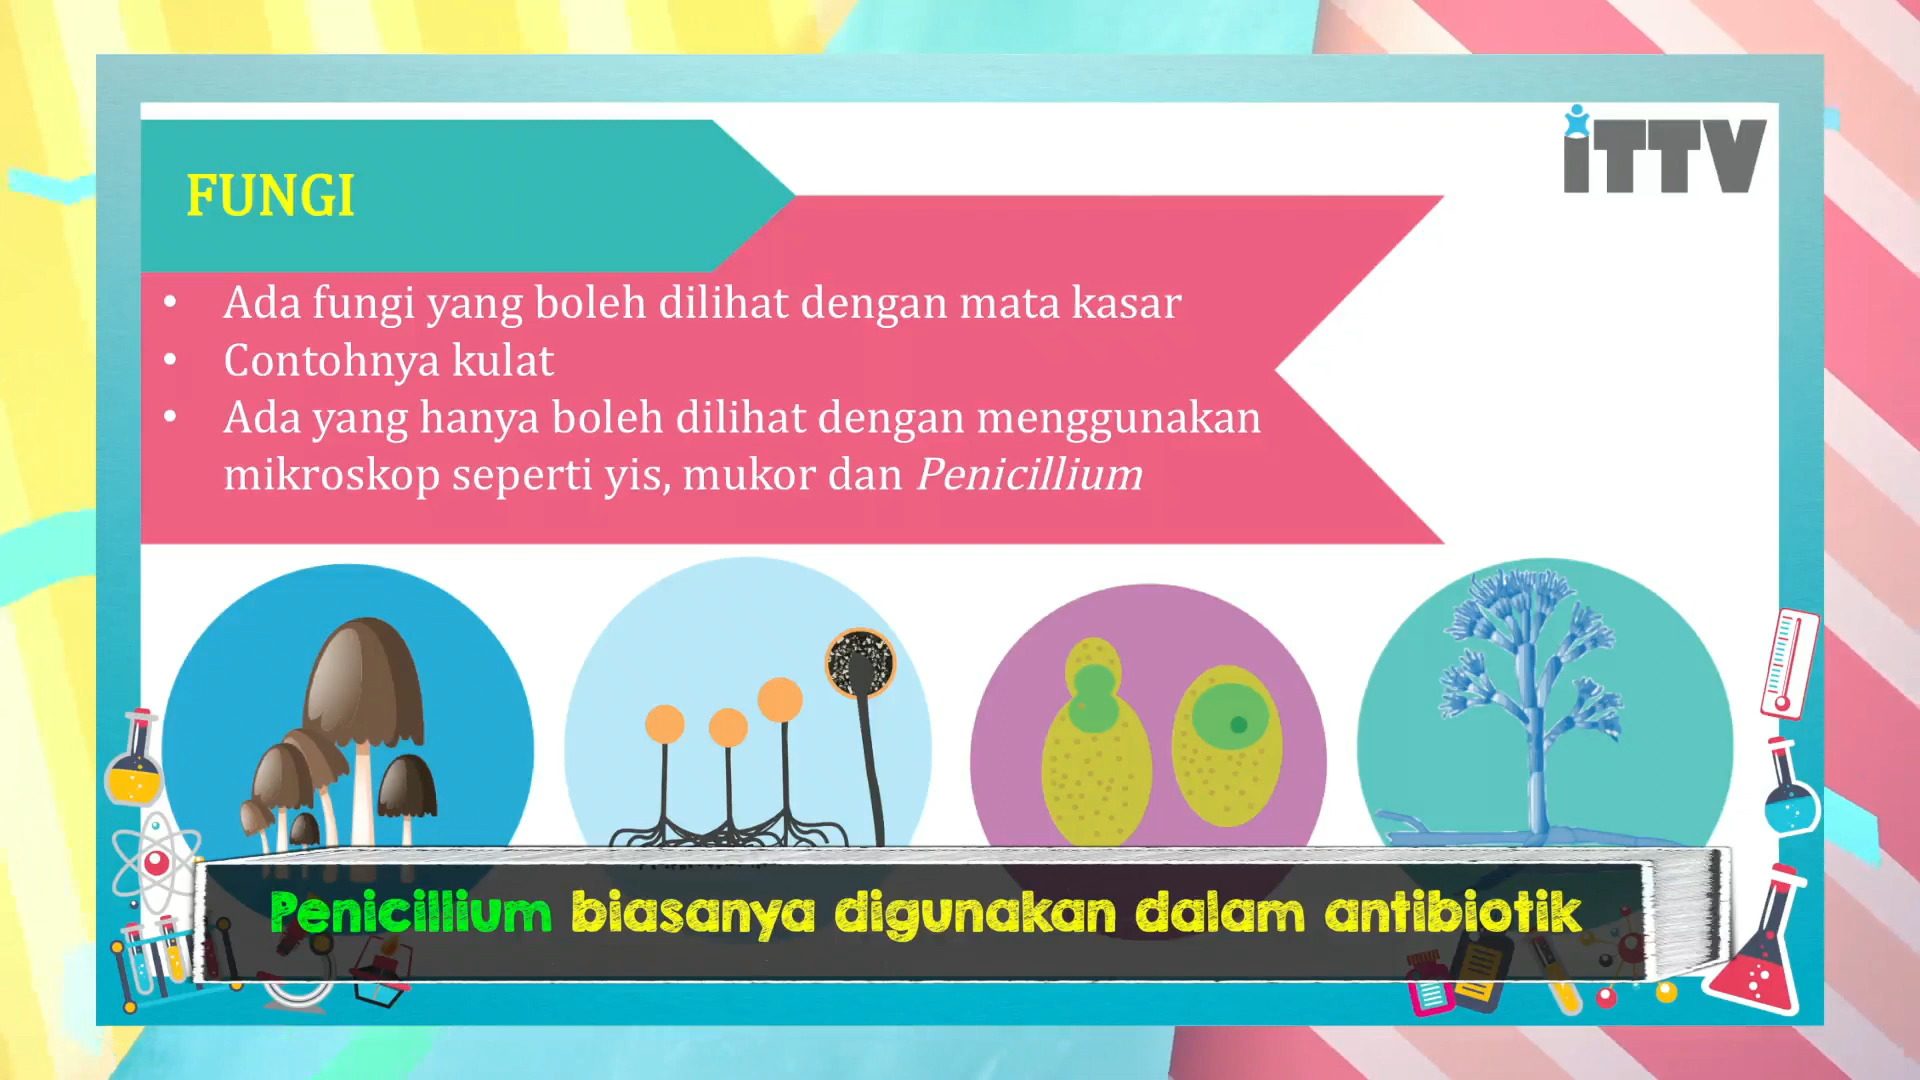 iTTV
FUNGI
• Ada fungi yang boleh dilihat dengan mata kasar
• Contohnya kulat
• Ada yang hanya boleh dilihat dengan menggunakan
mikroskop seperti yis, mukor dan Penicillium
Penicillium biasanya digunakan dalam antibiotik